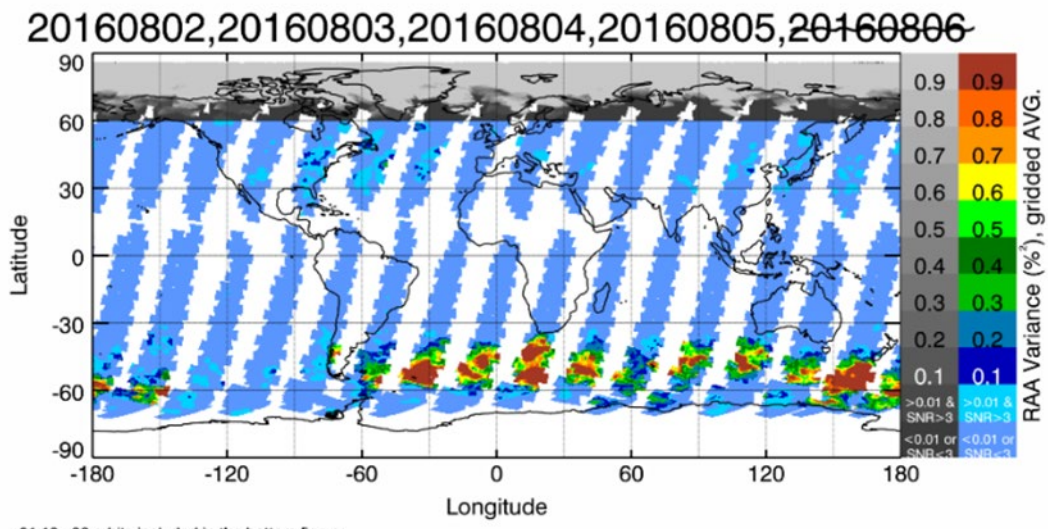 20160802,20160803,20160804,20160805,20160806
90
60
30
0
-30
-60
-90
Latitude
-180 -120 -60 0 60 120 180
Longitude
0.9 0.9
0.8 0.8
0.7 0.7
0.6 0.6
0.5 0.5
0.4 0.4
0.3 0.3
0.2 0.2
0.1 0.1
>0.01 & >0.01 &
SNR>3 SNR>3
<0.01 or <0.01 or
SNR<3 SNR<3
RAA Variance (%²), gridded AVG.